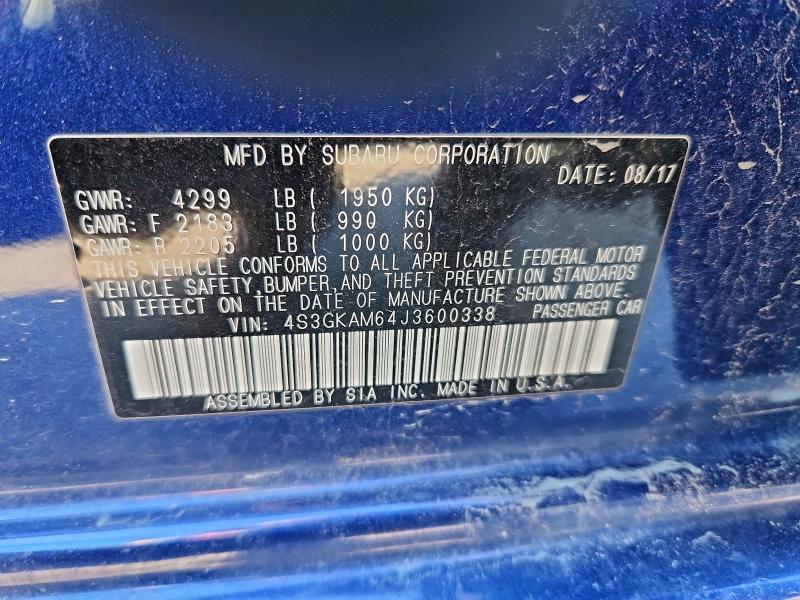 MFD BY SUBARU CORPORATION
DATE: 08/17
GVWR: 4299 LB ( 1950 KG)
GAWR: F 2183 LB ( 990 KG)
GAWR: R 2205 LB ( 1000 KG)
THIS VEHICLE CONFORMS TO ALL APPLICABLE FEDERAL MOTOR
VEHICLE SAFETY, BUMPER, AND THEFT PREVENTION STANDARDS
IN EFFECT ON THE DATE OF MANUFACTURE SHOWN ABOVE.
VIN: 4S3GKAM64J3600338 PASSENGER CAR
ASSEMBLED BY SIA INC. MADE IN U.S.A.